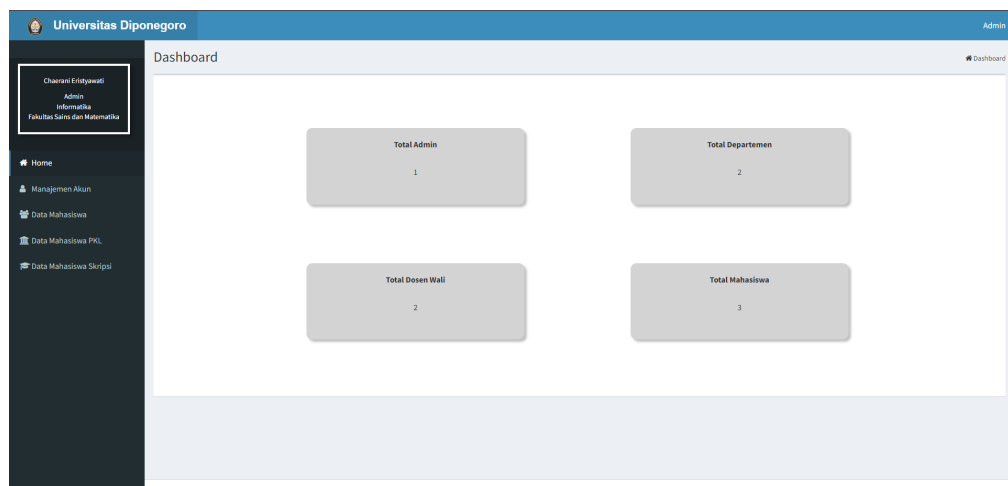 Universitas Diponegoro
Admin
Chaerani Eristyawati
Admin
Informatika
Fakultas Sains dan Matematika
Home
Manajemen Akun
Data Mahasiswa
Data Mahasiswa PKL
Data Mahasiswa Skripsi
Dashboard
Dashboard
Total Admin
1
Total Departemen
2
Total Dosen Wali
2
Total Mahasiswa
3